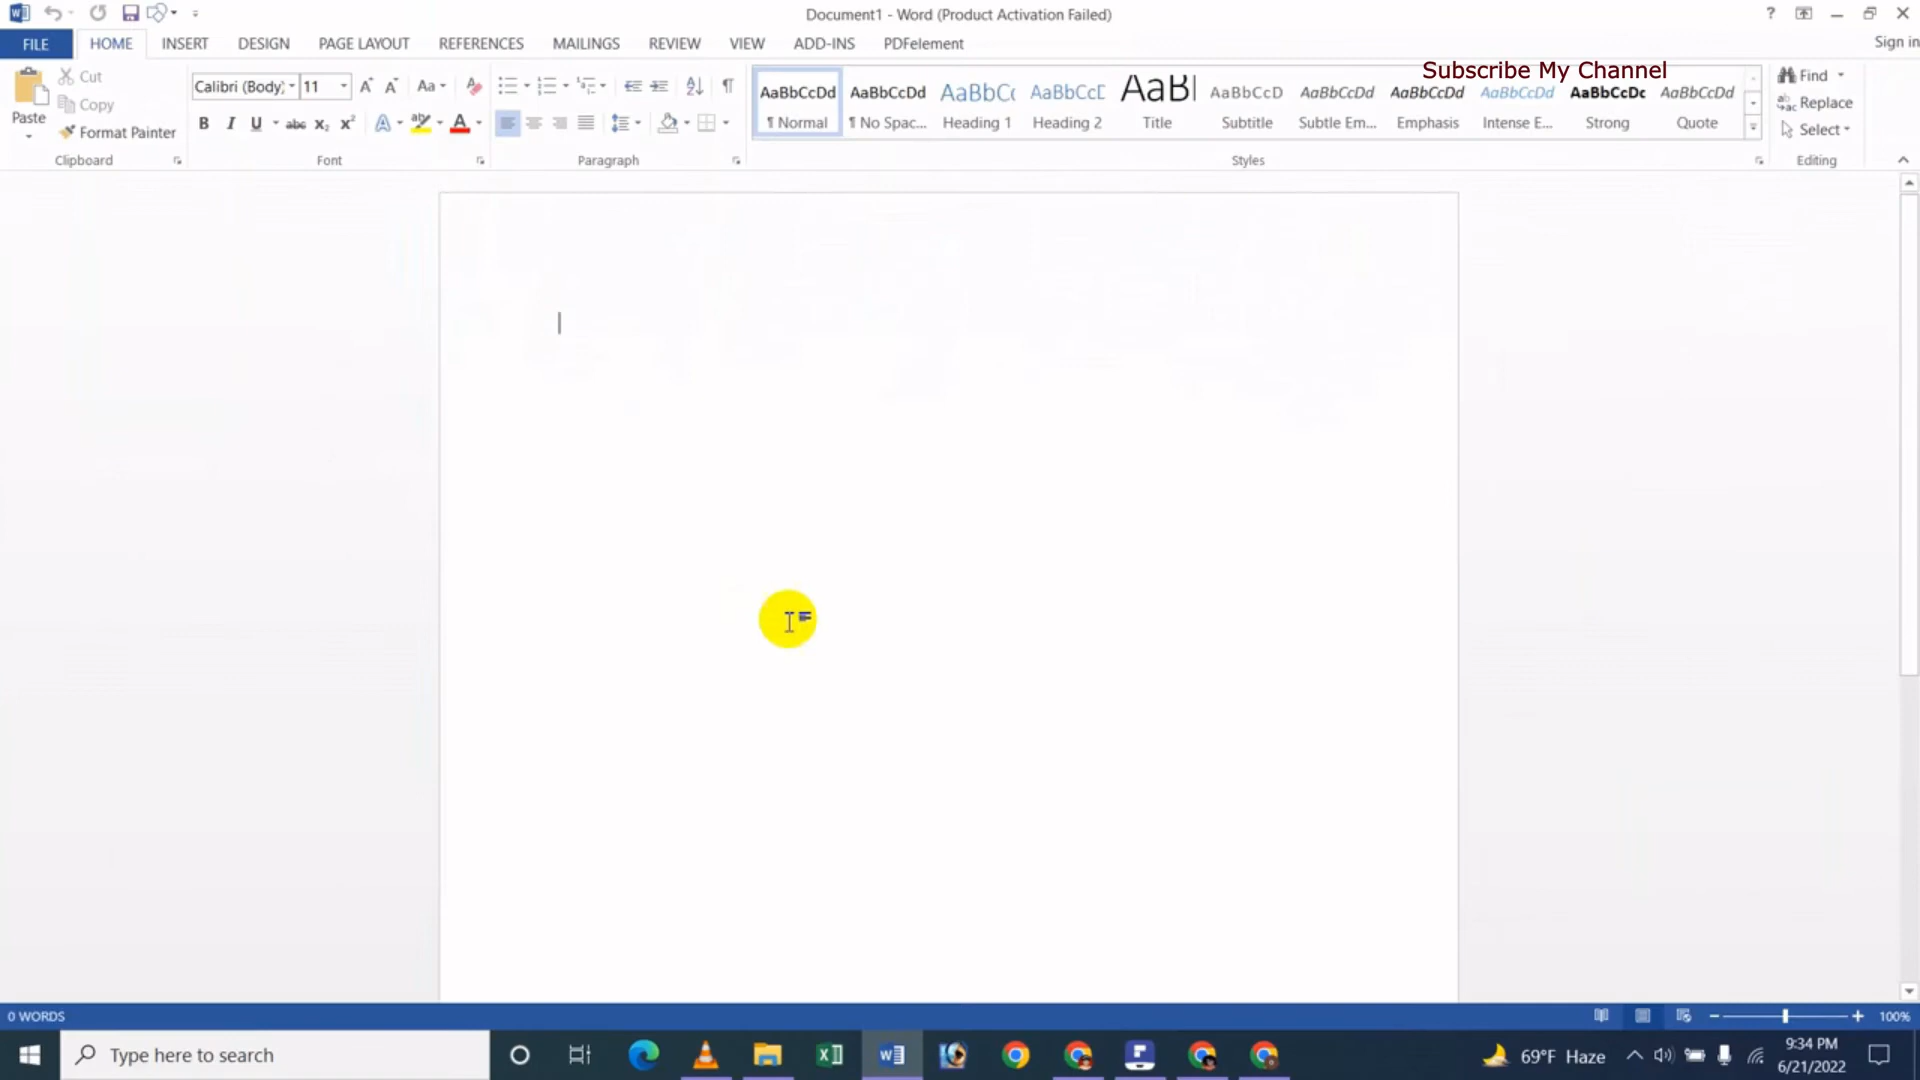 Document1 - Word (Product Activation Failed)
FILE HOME INSERT DESIGN PAGE LAYOUT REFERENCES MAILINGS REVIEW VIEW ADD-INS PDFelement Sign in
Subscribe My Channel
Paste
Cut
Copy
Format Painter
Clipboard
Calibri (Body) 11
Font
Paragraph
AaBbCcDd AaBbCcDd AaBbC AaBbCcD AaB AaBbCcD AaBbCcDd AaBbCcDd AaBbCcDd AaBbCcDc AaBbCcDd
¶ Normal ¶ No Spac... Heading 1 Heading 2 Title Subtitle Subtle Em... Emphasis Intense E... Strong Quote
Styles
Find
Replace
Select
Editing
0 WORDS
100%
Type here to search
69°F Haze
9:34 PM
6/21/2022